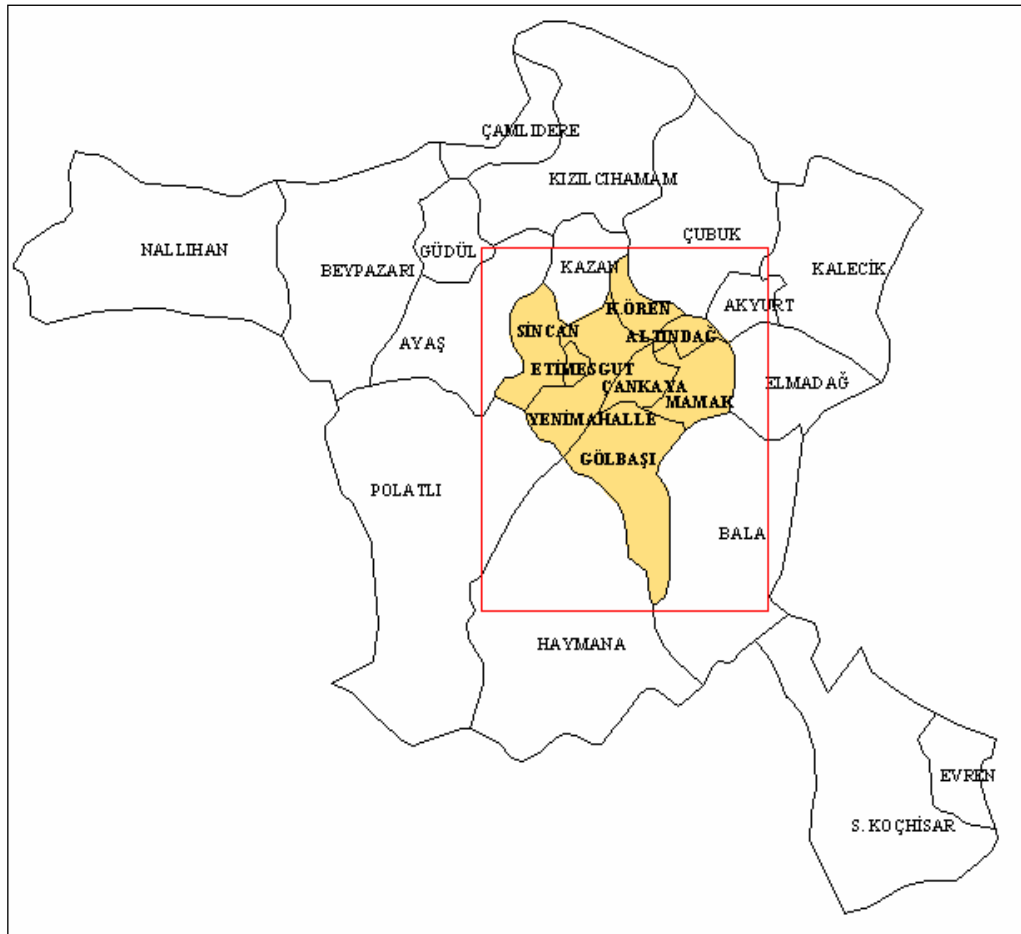 ÇAMLIDERE
KIZILCIHAMAM
ÇUBUK
NALLIHAN
GÜDÜL
BEYPAZARI
KAZAN
KALECİK
K.ÖREN
AKYURT
SİNCAN
ALTINDAĞ
AYAŞ
ETİMESGUT
ÇANKAYA
ELMADAĞ
MAMAK
YENİMAHALLE
GÖLBAŞI
POLATLI
BALA
HAYMANA
EVREN
S. KOÇHİSAR